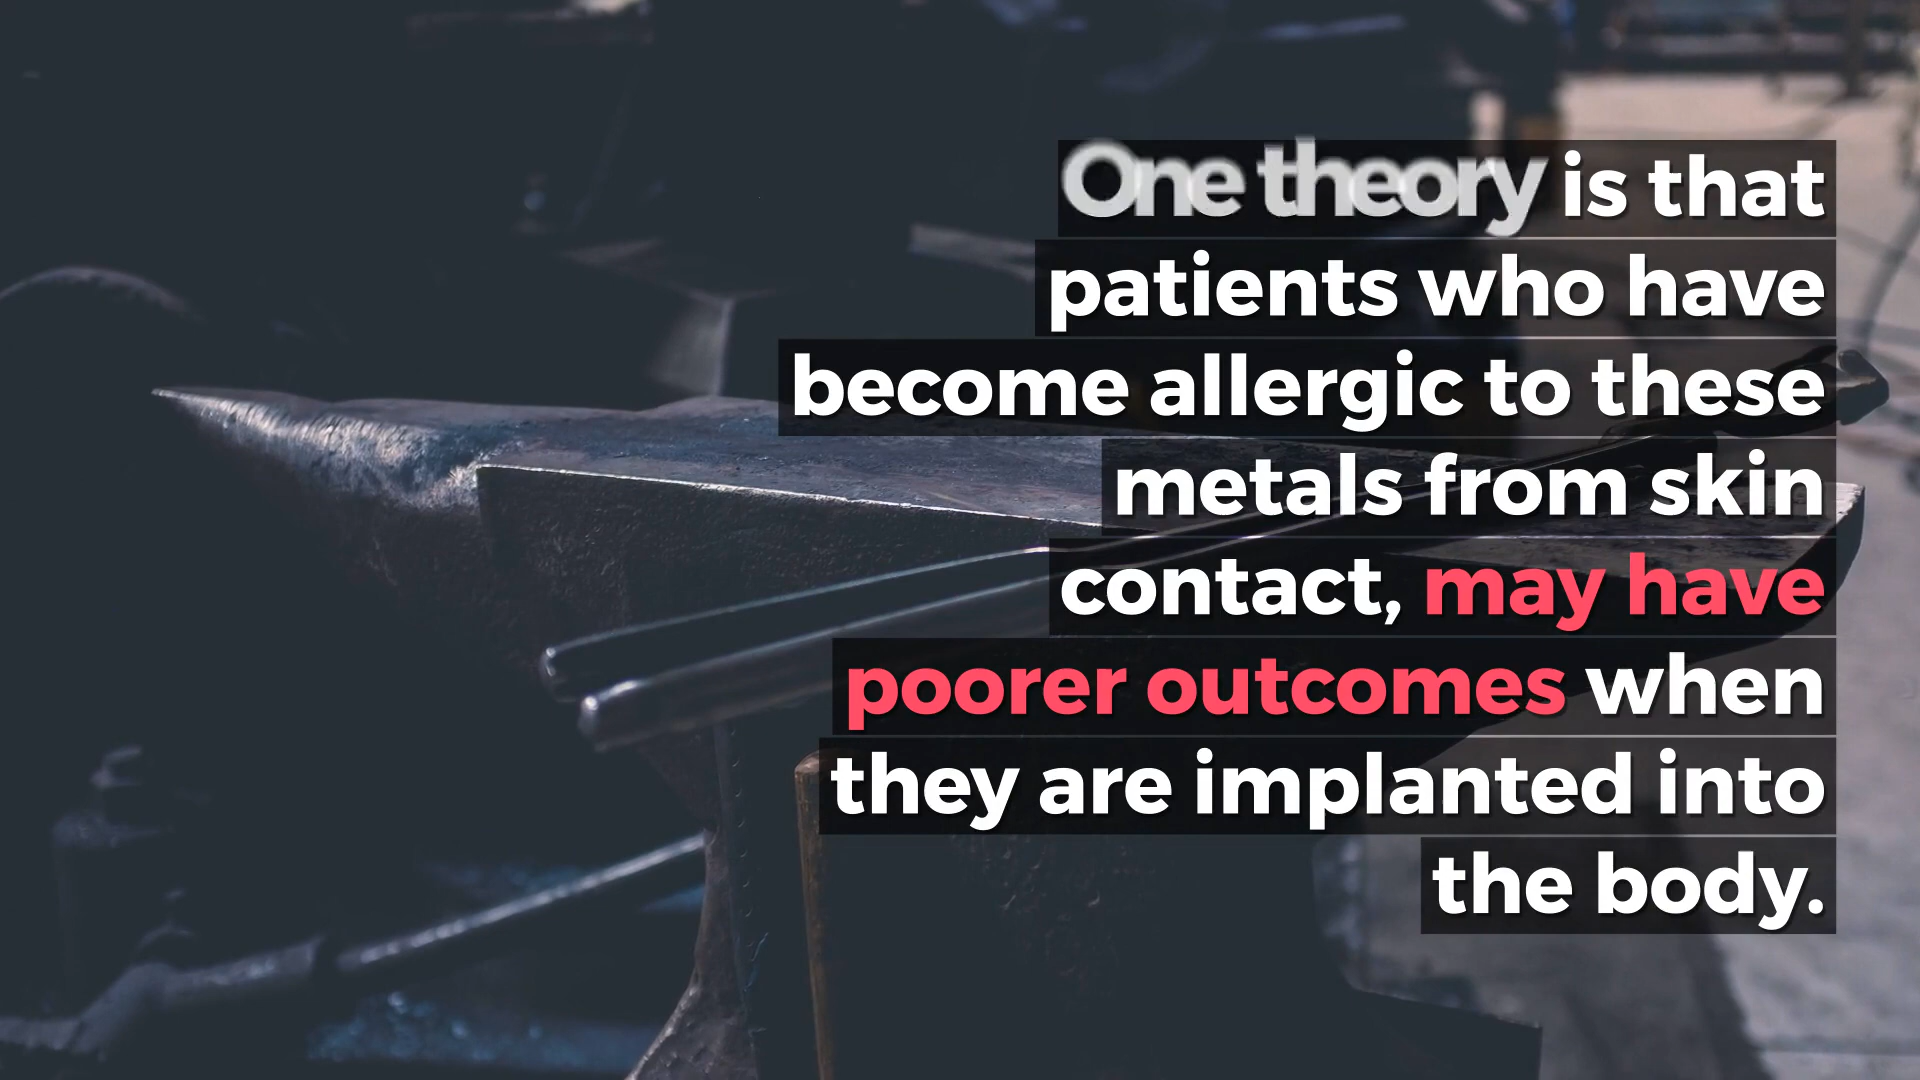 One theory is that
patients who have
become allergic to these
metals from skin
contact, may have
poorer outcomes when
they are implanted into
the body.